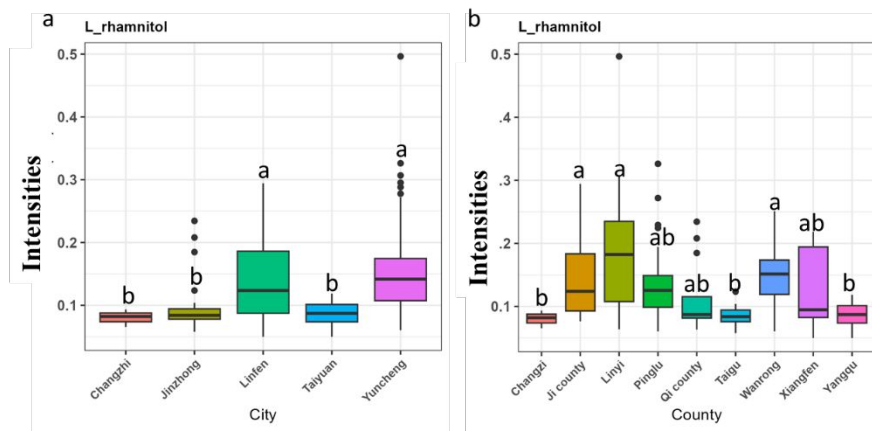 a
L_rhamnitol
0.5
0.4
0.3
0.2
0.1
Intensities
b
b
a
b
a
Changzhi
Jinzhong
Linfen
Taiyuan
Yuncheng
City
b
L_rhamnitol
0.5
.4
0.3
.2
0.1
Intensities
b
a
a
ab
ab
b
a
ab
b
Changzi
Ji county
Linyi
Pinglu
Qi county
Taigu
Wanrong
Xiangfen
Yangqu
County